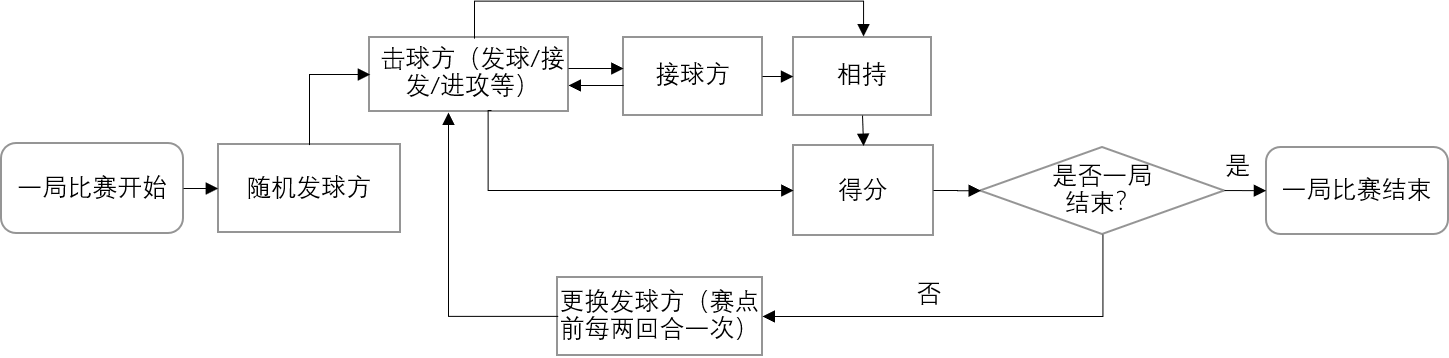 击球方（发球/接
发/进攻等）
接球方
相持
一局比赛开始
随机发球方
得分
是否一局
结束？
是
一局比赛结束
更换发球方（赛点
前每两回合一次）
否